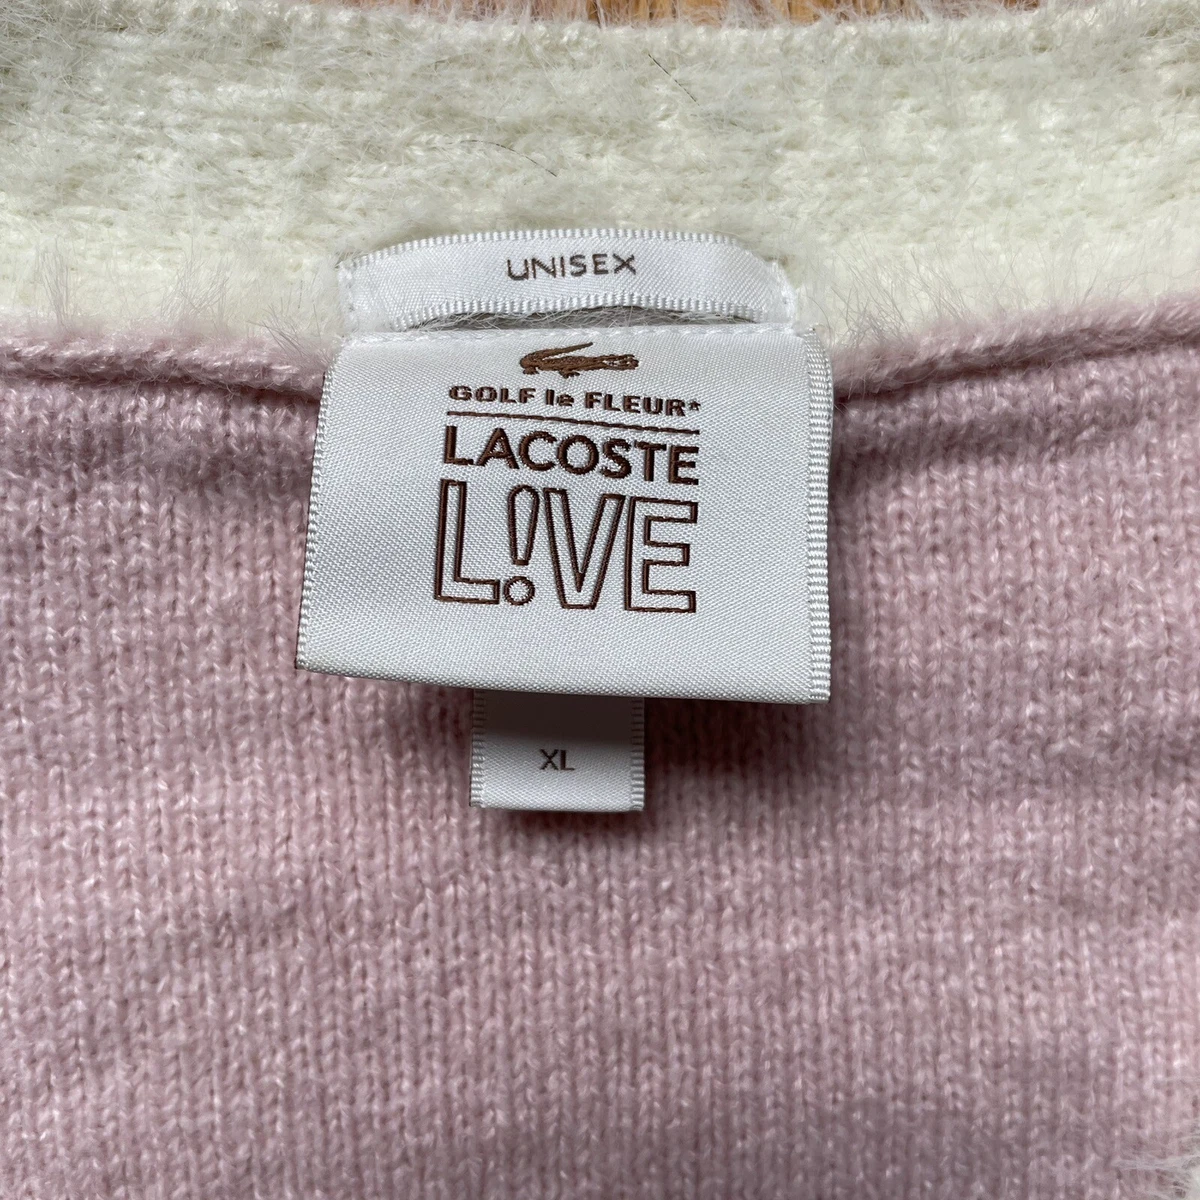 UNISEX
GOLF le FLEUR*
LACOSTE
L!VE
XL